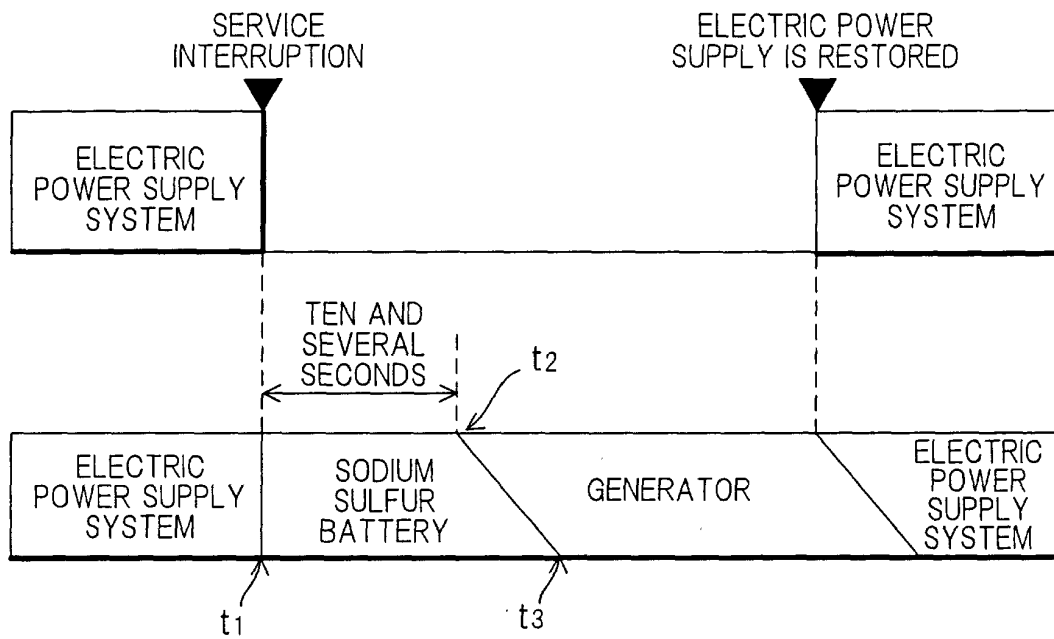 SERVICE
INTERRUPTION
ELECTRIC POWER
SUPPLY IS RESTORED
ELECTRIC
POWER SUPPLY
SYSTEM
ELECTRIC
POWER SUPPLY
SYSTEM
TEN AND
SEVERAL
SECONDS
t2
ELECTRIC
POWER SUPPLY
SYSTEM
SODIUM
SULFUR
BATTERY
GENERATOR
ELECTRIC
POWER
SUPPLY
SYSTEM
t1
t3